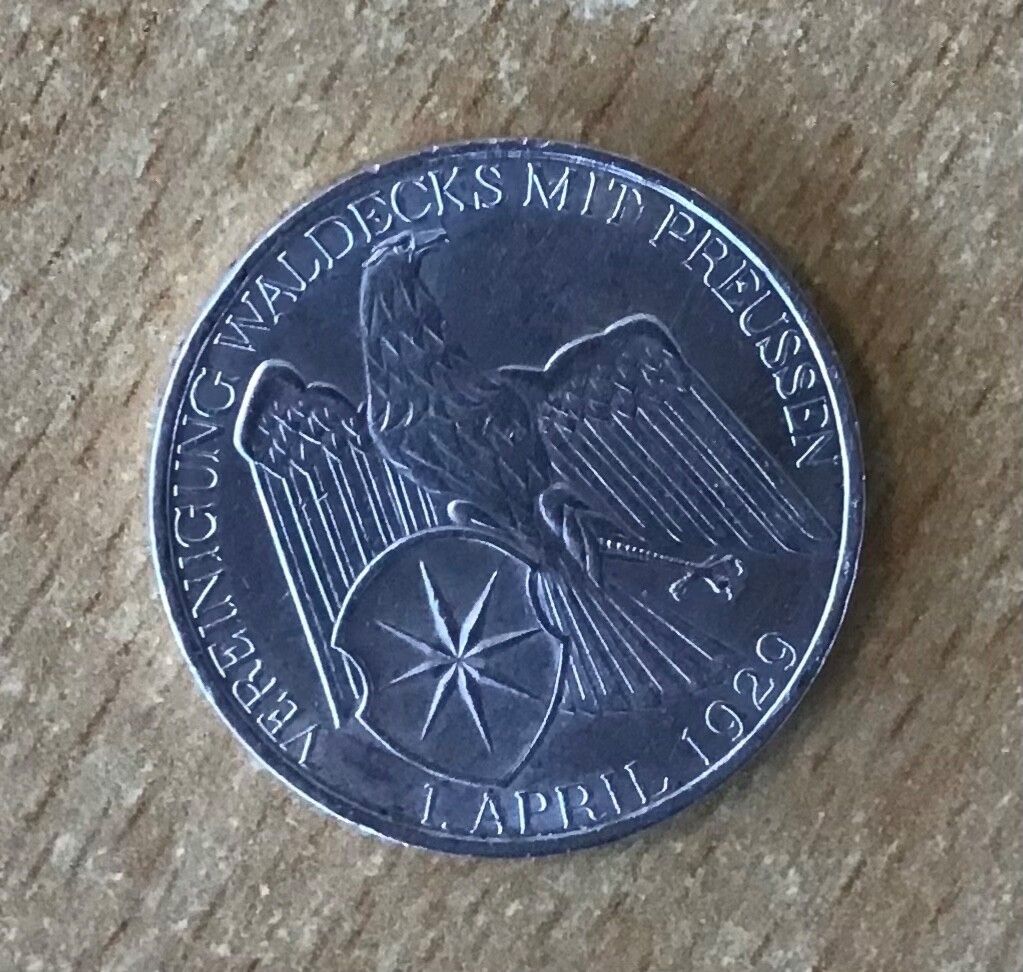 VEREINIGUNG WALDECKS MIT PREUSSEN
1. APRIL 1929